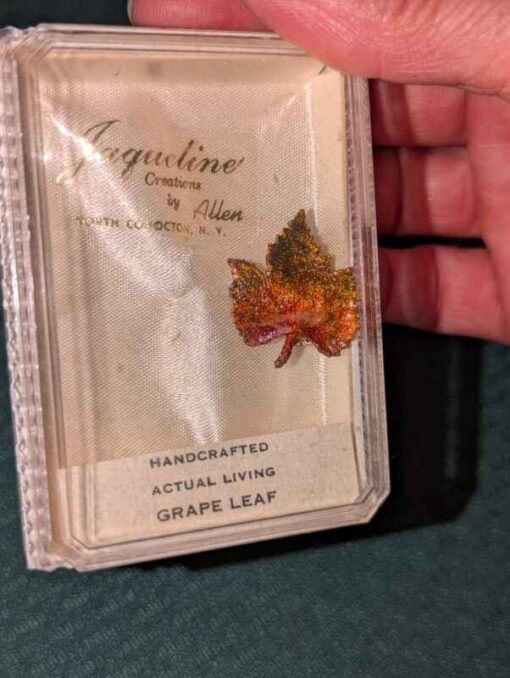 Jaqueline
Creations
by Allen
NORTH COHOCTON, N. Y.
HANDCRAFTED
ACTUAL LIVING
GRAPE LEAF